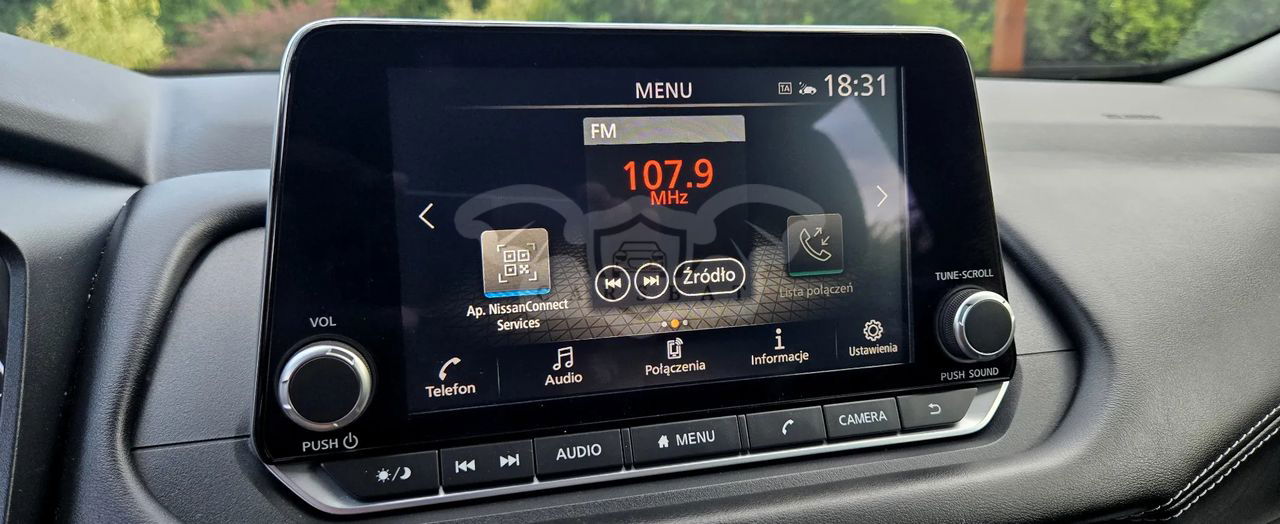 MENU
TA
18:31
FM
107.9
MHz
Źródło
Ap. NissanConnect
Services
Lista połączeń
Telefon
Audio
Połączenia
Informacje
Ustawienia
VOL
PUSH
TUNE·SCROLL
PUSH SOUND
AUDIO
MENU
CAMERA